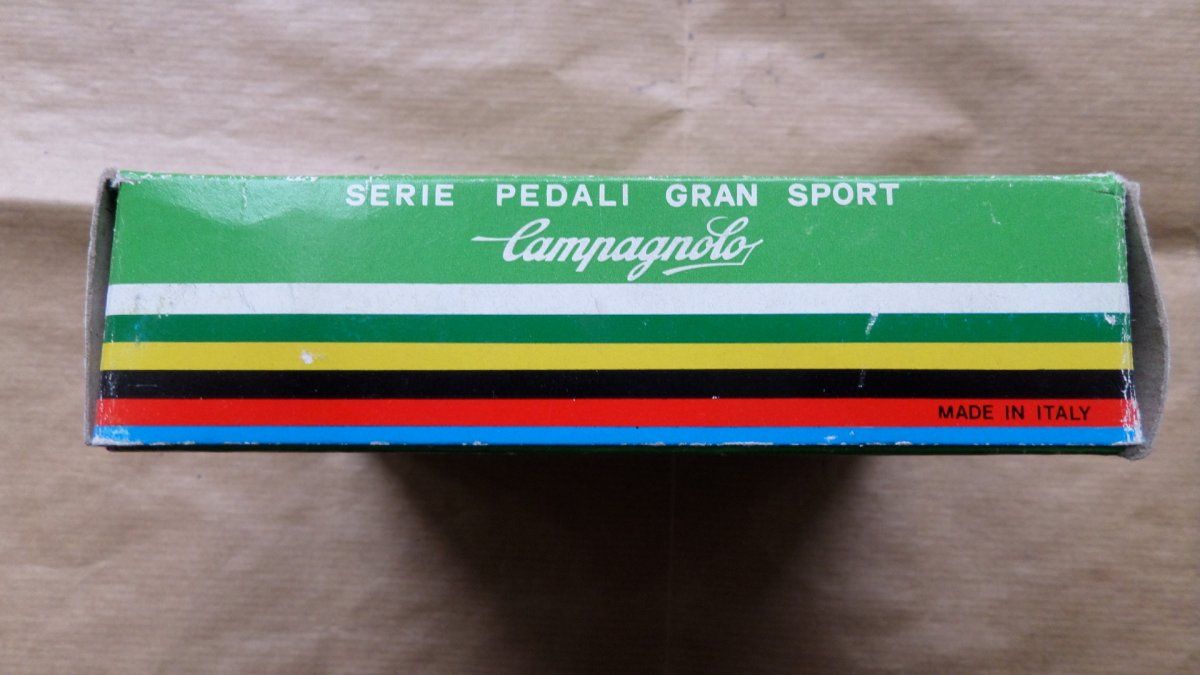 SERIE PEDALI GRAN SPORT
Campagnolo
MADE IN ITALY